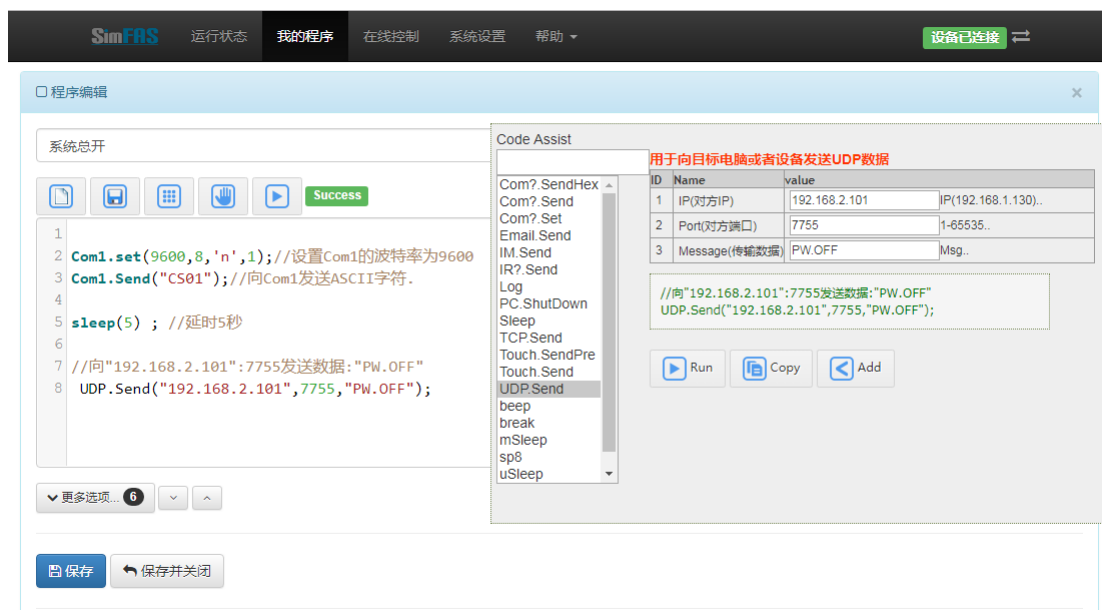 SimFAS 运行状态 我的程序 在线控制 系统设置 帮助 设备已连接
程序编辑 ×
系统总开
Success
1
2 Com1.set(9600,8,'n',1);//设置Com1的波特率为9600
3 Com1.Send("CS01");//向Com1发送ASCII字符.
4
5 sleep(5) ; //延时5秒
6
7 //向"192.168.2.101":7755发送数据:"PW.OFF"
8 UDP.Send("192.168.2.101",7755,"PW.OFF");
更多选项... 6
保存 保存并关闭
Code Assist
Com?.SendHex
Com?.Send
Com?.Set
Email.Send
IM.Send
IR?.Send
Log
PC.ShutDown
Sleep
TCP.Send
Touch.SendPre
Touch.Send
UDP.Send
beep
break
mSleep
sp8
uSleep
用于向目标电脑或者设备发送UDP数据
ID Name value
1 IP(对方IP) 192.168.2.101 IP(192.168.1.130)..
2 Port(对方端口) 7755 1-65535..
3 Message(传输数据) PW.OFF Msg..
//向"192.168.2.101":7755发送数据:"PW.OFF"
UDP.Send("192.168.2.101",7755,"PW.OFF");
Run Copy Add